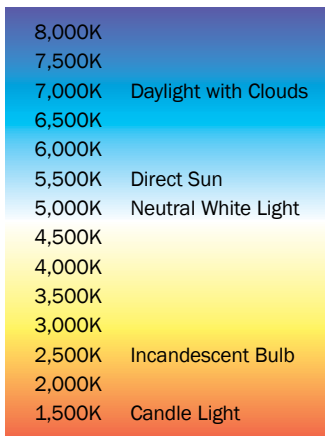 8,000K
7,500K
7,000K Daylight with Clouds
6,500K
6,000K
5,500K Direct Sun
5,000K Neutral White Light
4,500K
4,000K
3,500K
3,000K
2,500K Incandescent Bulb
2,000K
1,500K Candle Light